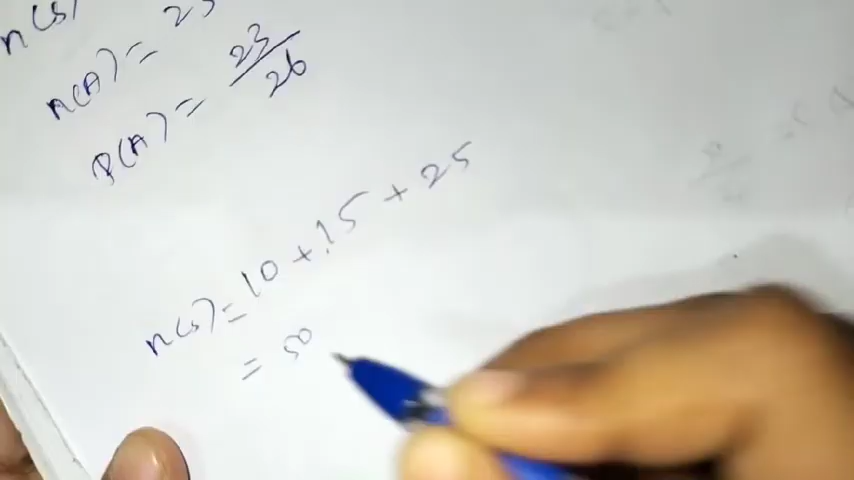 n(s)
n(A) = 23
P(A) = 23/26
n(s) = 10 + 15 + 25
= 50